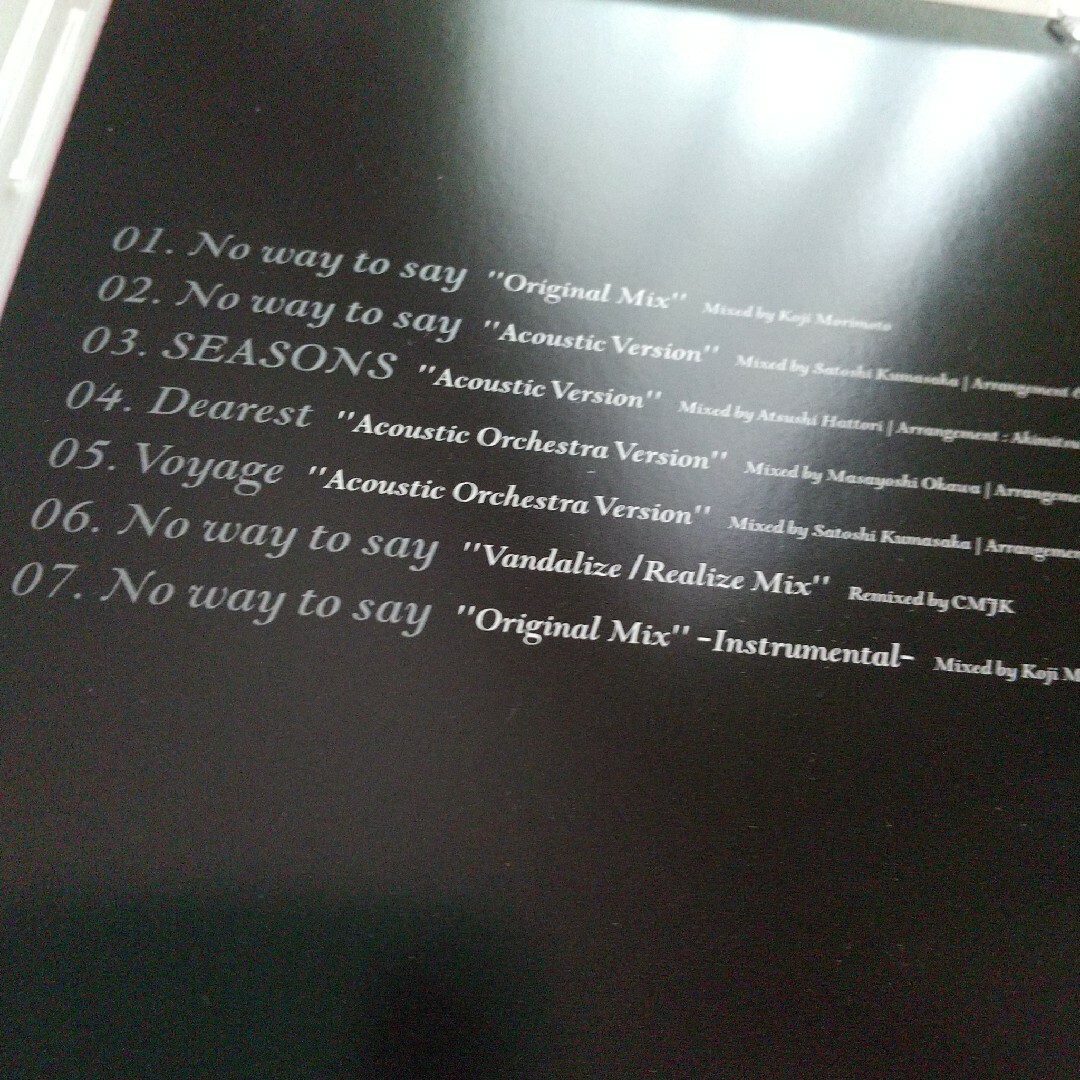 01. No way to say "Original Mix" Mixed by Koji Morimoto
02. No way to say "Acoustic Version" Mixed by Satoshi Kumasaka | Arrangement
03. SEASONS "Acoustic Version" Mixed by Atsushi Hattori | Arrangement : Akimitsu
04. Dearest "Acoustic Orchestra Version" Mixed by Masayoshi Okawa | Arrangeme
05. Voyage "Acoustic Orchestra Version" Mixed by Satoshi Kumasaka | Arrangemen
06. No way to say "Vandalize / Realize Mix" Remixed by CMJK
07. No way to say "Original Mix" -Instrumental- Mixed by Koji M